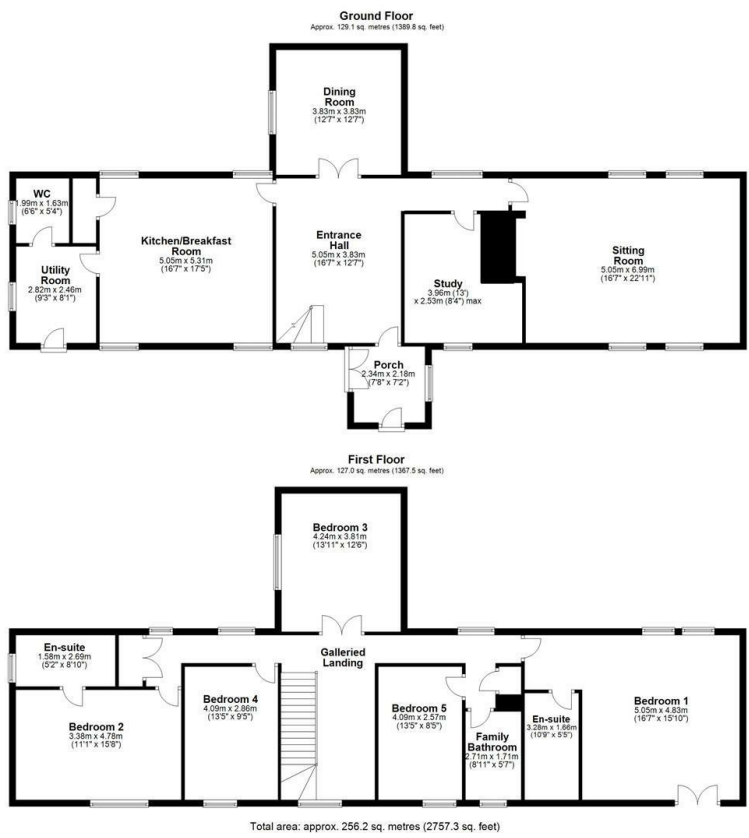 Ground Floor
Approx. 129.1 sq. metres (1389.8 sq. feet)
Dining
Room
3.83m x 3.83m
(12'7" x 12'7")
WC
1.99m x 1.63m
(6'6" x 5'4")
Kitchen/Breakfast
Room
5.05m x 5.31m
(16'7" x 17'5")
Entrance
Hall
5.05m x 3.83m
(16'7" x 12'7")
Sitting
Room
5.05m x 6.99m
(16'7" x 22'11")
Utility
Room
2.82m x 2.46m
(9'3" x 8'1")
Study
3.96m (13')
x 2.53m (8'4") max
Porch
2.34m x 2.18m
(7'8" x 7'2")
First Floor
Approx. 127.0 sq. metres (1367.5 sq. feet)
Bedroom 3
4.24m x 3.81m
(13'11" x 12'6")
En-suite
1.58m x 2.69m
(5'2" x 8'10")
Galleried
Landing
Bedroom 2
3.38m x 4.78m
(11'1" x 15'8")
Bedroom 4
4.09m x 2.86m
(13'5" x 9'5")
Bedroom 5
4.09m x 2.57m
(13'5" x 8'5")
Family
Bathroom
2.71m x 1.71m
(8'11" x 5'7")
En-suite
3.28m x 1.66m
(10'9" x 5'5")
Bedroom 1
5.05m x 4.83m
(16'7" x 15'10")
Total area: approx. 256.2 sq. metres (2757.3 sq. feet)